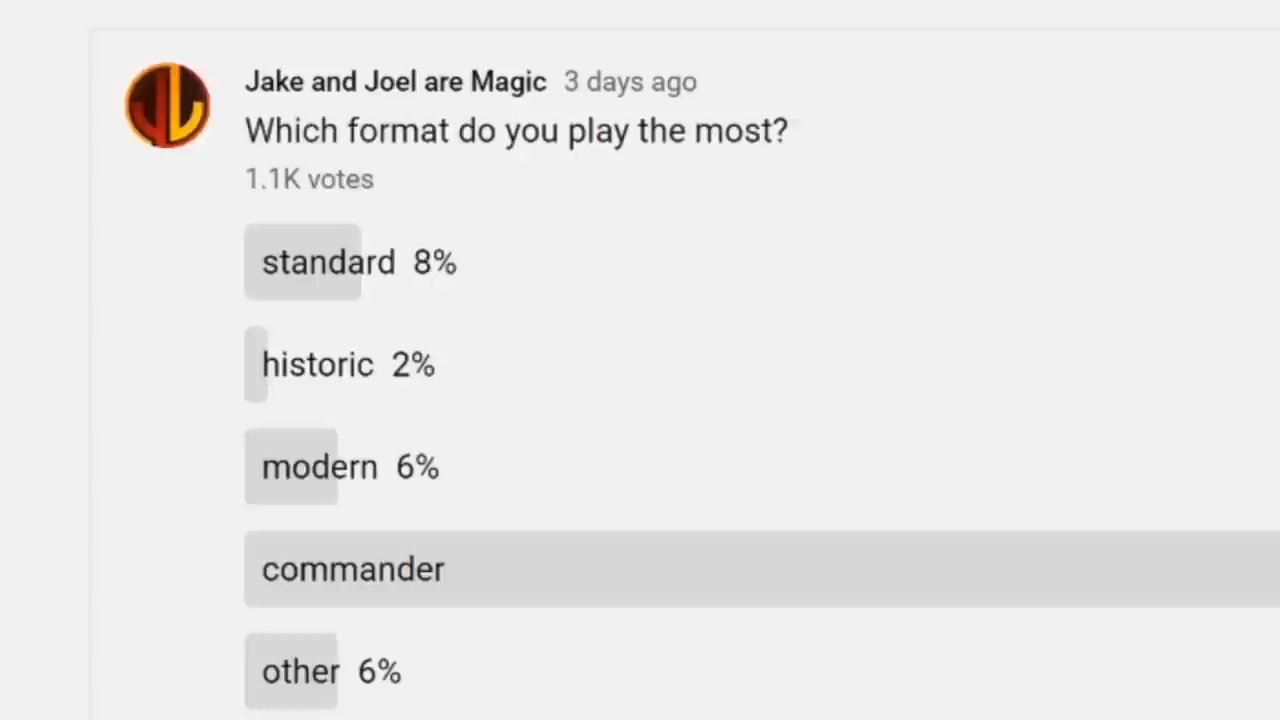 Jake and Joel are Magic 3 days ago
Which format do you play the most?
1.1K votes
standard 8%
historic 2%
modern 6%
commander
other 6%